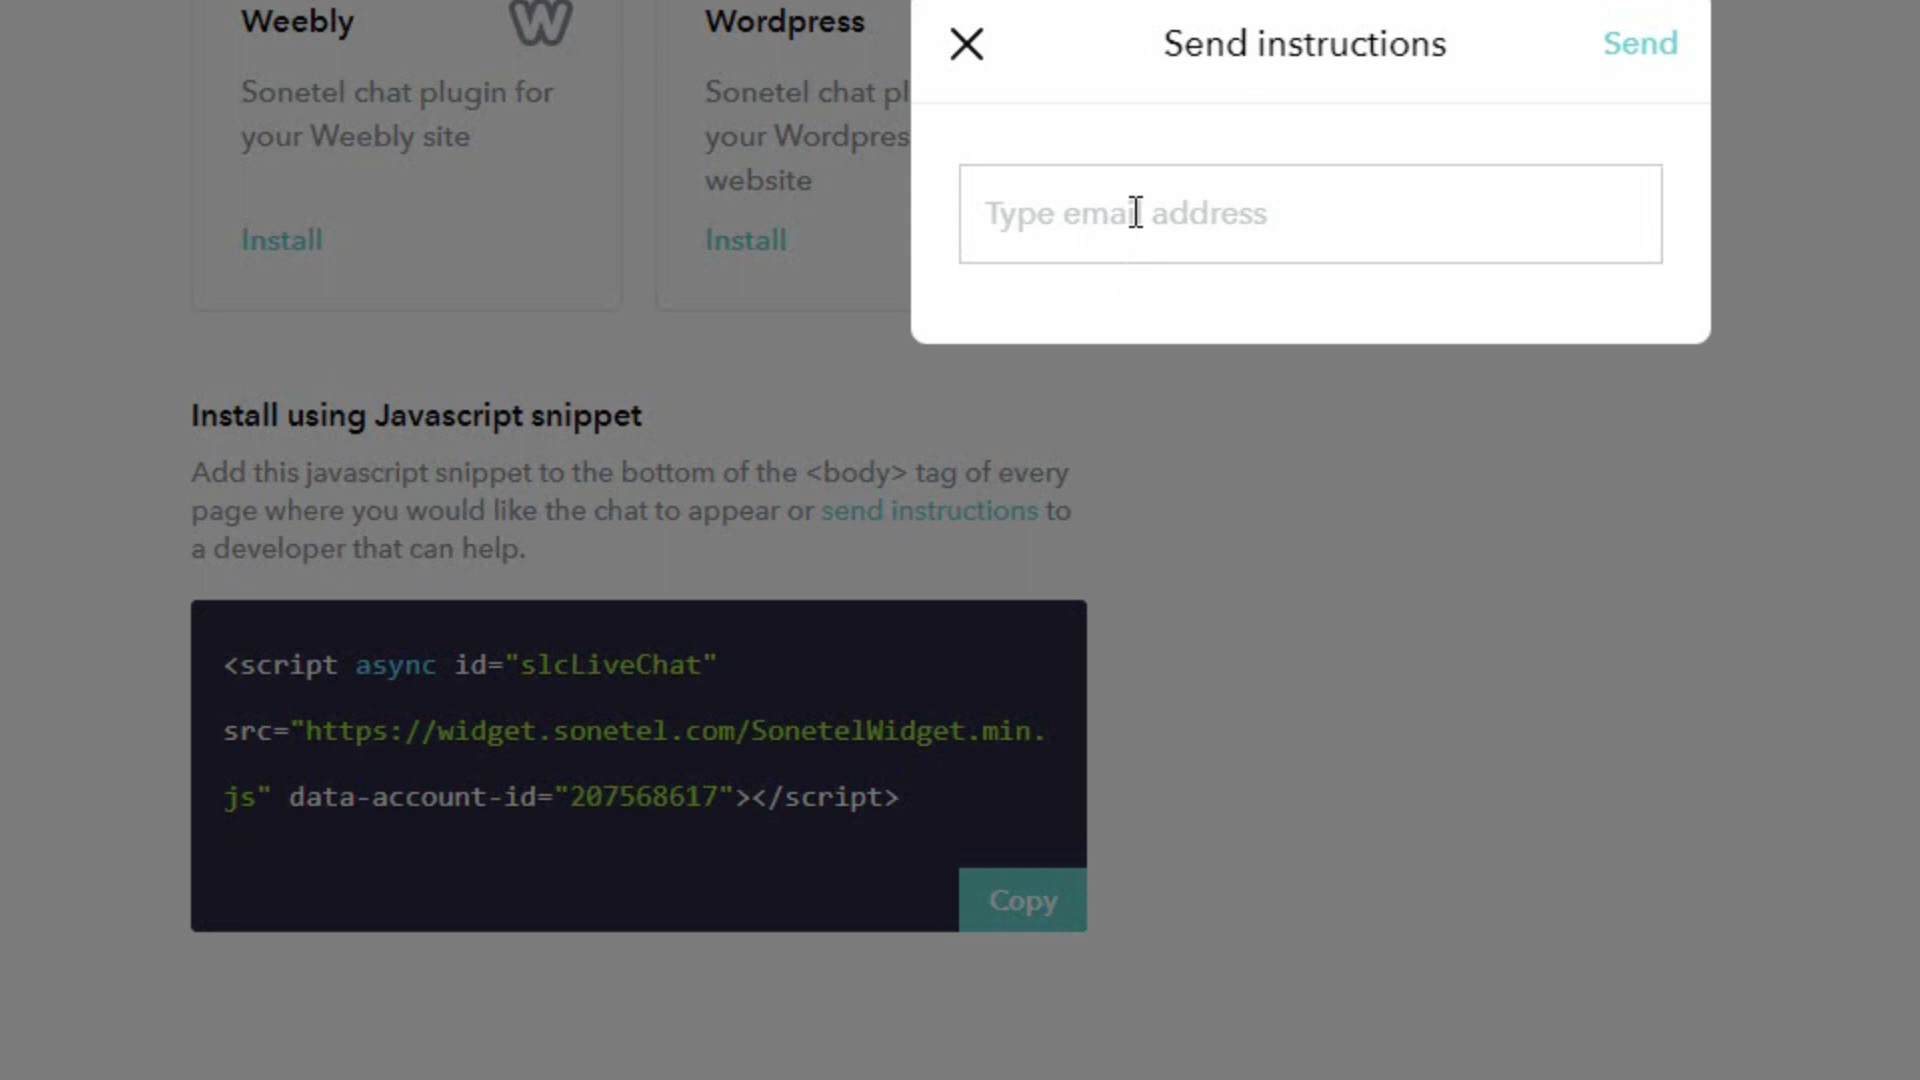 Weebly
Sonetel chat plugin for
your Weebly site
Install
Wordpress
Sonetel chat pl
your Wordpres
website
Install
Send instructions
Send
Type email address
Install using Javascript snippet
Add this javascript snippet to the bottom of the <body> tag of every
page where you would like the chat to appear or send instructions to
a developer that can help.
<script async id="slcLiveChat"
src="https://widget.sonetel.com/SonetelWidget.min.
js" data-account-id="207568617"></script>
Copy